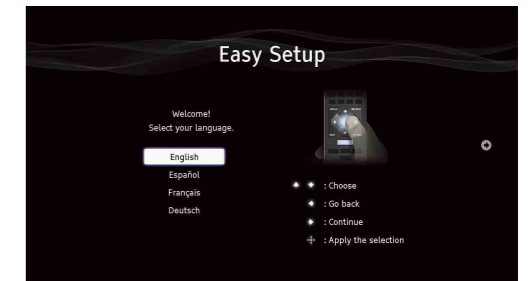 Easy Setup
Welcome!
Select your language.
English
Español
Français
Deutsch
: Choose
: Go back
: Continue
: Apply the selection